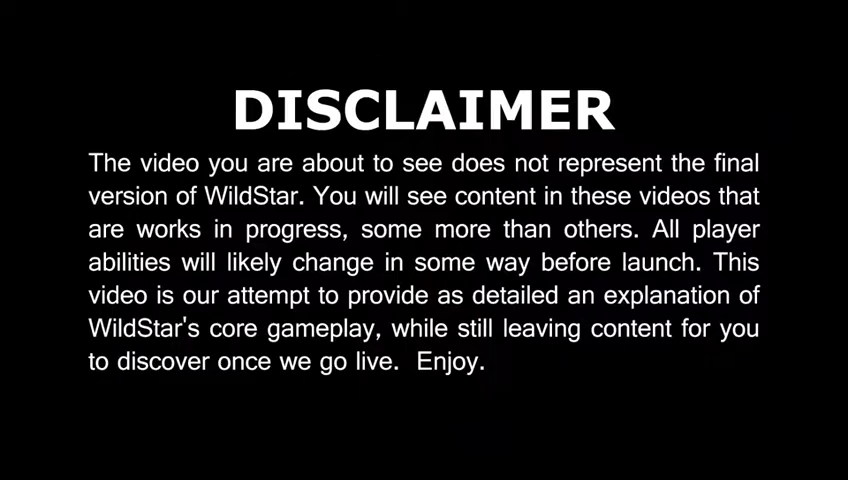 DISCLAIMER
The video you are about to see does not represent the final
version of WildStar. You will see content in these videos that
are works in progress, some more than others. All player
abilities will likely change in some way before launch. This
video is our attempt to provide as detailed an explanation of
WildStar's core gameplay, while still leaving content for you
to discover once we go live.  Enjoy.